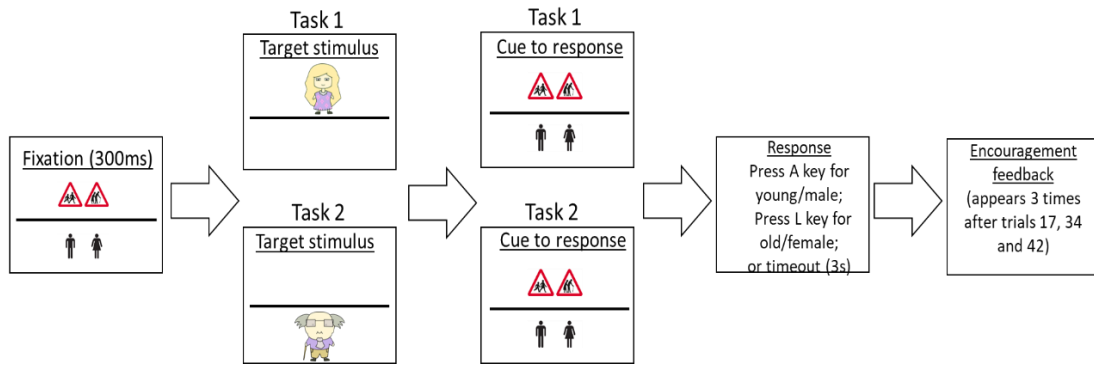 Fixation (300ms)
Task 1
Target stimulus
Task 2
Target stimulus
Task 1
Cue to response
Task 2
Cue to response
Response
Press A key for
young/male;
Press L key for
old/female;
or timeout (3s)
Encouragement
feedback
(appears 3 times
after trials 17, 34
and 42)